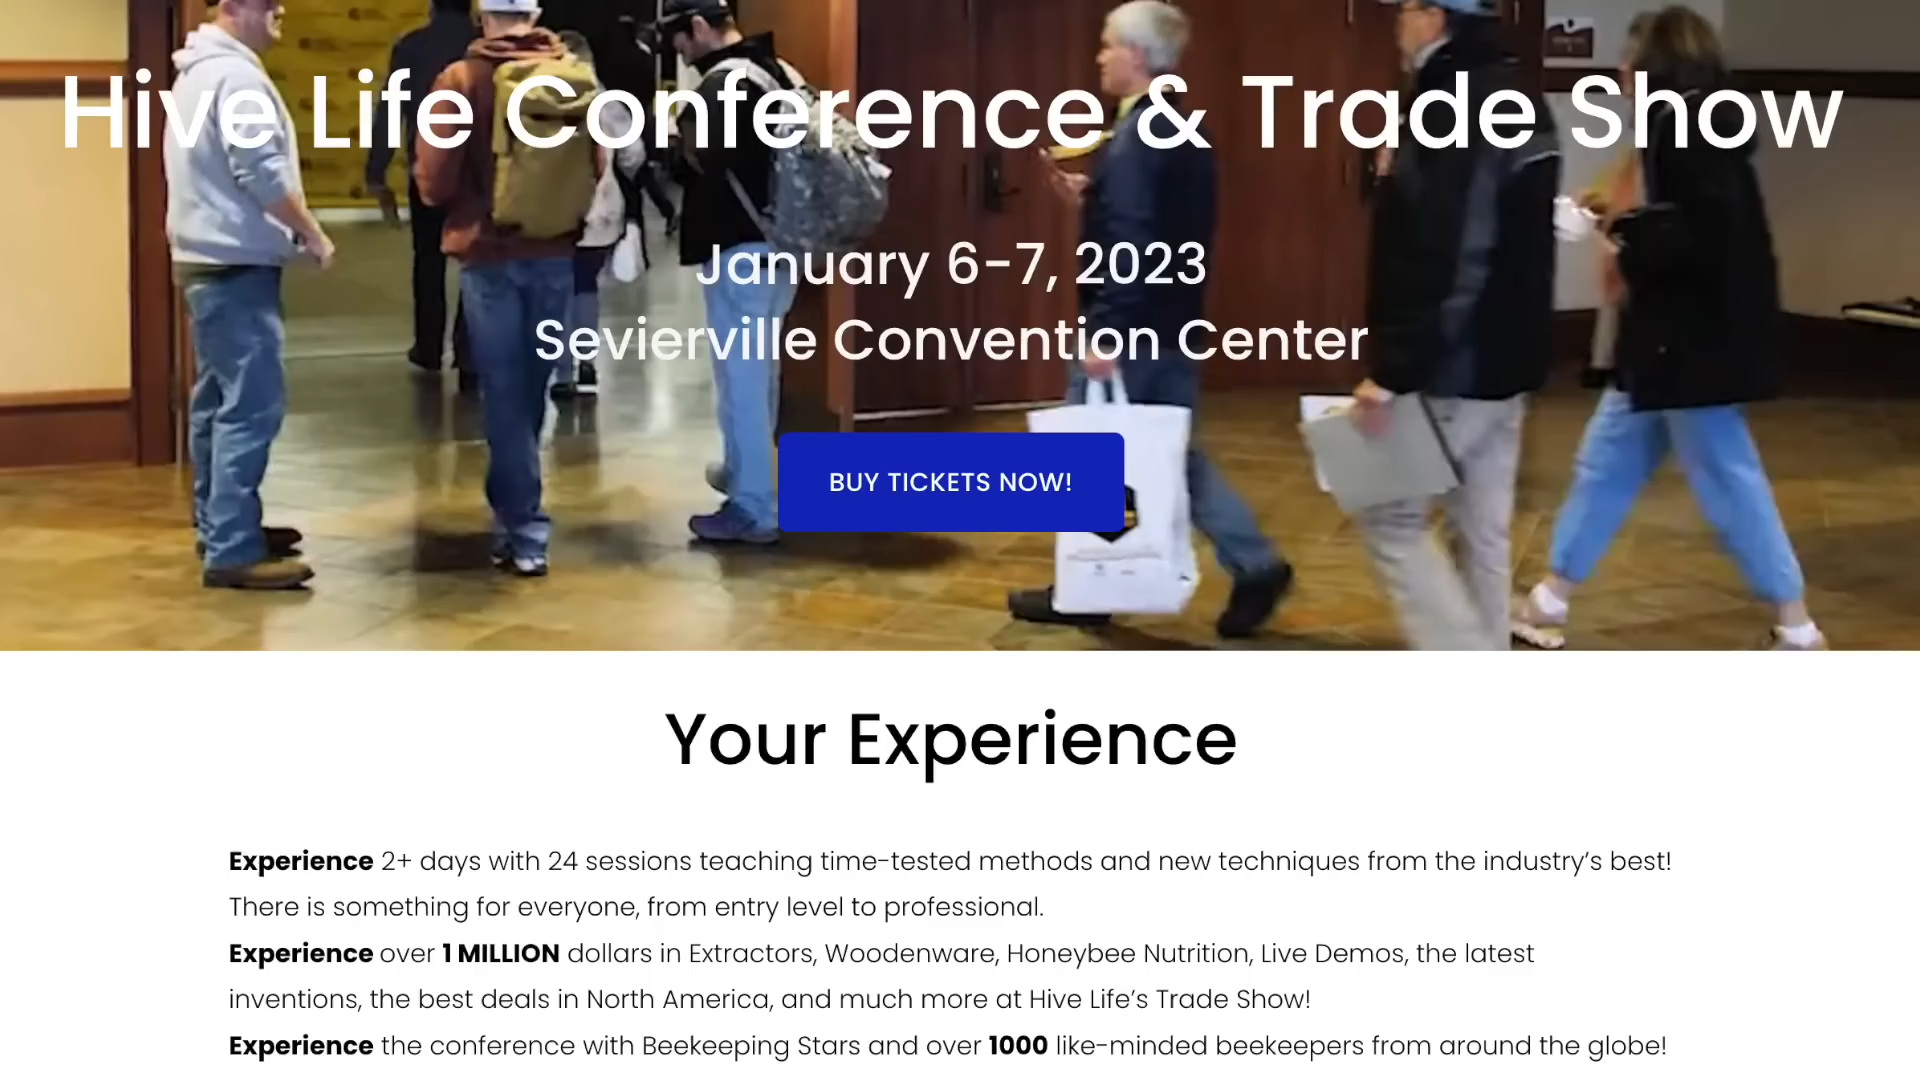 Hive Life Conference & Trade Show
January 6-7, 2023
Sevierville Convention Center
BUY TICKETS NOW!
Your Experience
Experience 2+ days with 24 sessions teaching time-tested methods and new techniques from the industry’s best!
There is something for everyone, from entry level to professional.
Experience over 1 MILLION dollars in Extractors, Woodenware, Honeybee Nutrition, Live Demos, the latest
inventions, the best deals in North America, and much more at Hive Life’s Trade Show!
Experience the conference with Beekeeping Stars and over 1000 like-minded beekeepers from around the globe!